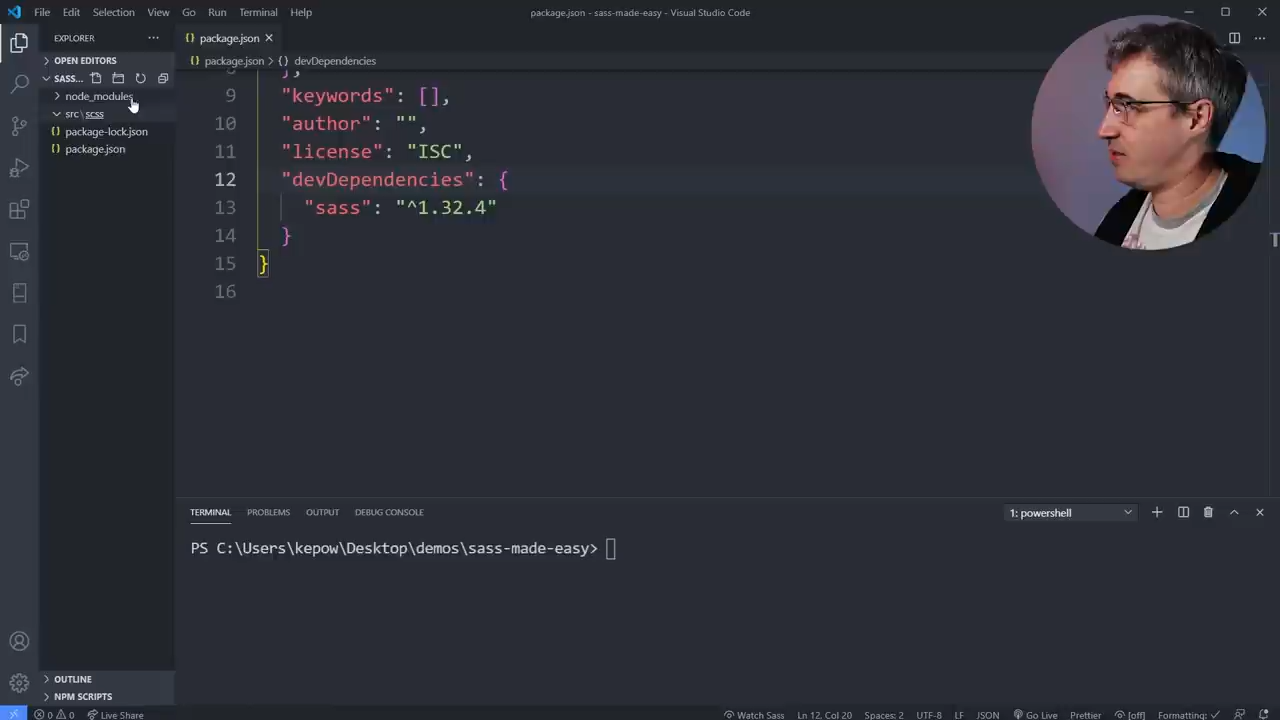 File Edit Selection View Go Run Terminal Help
package.json - sass-made-easy - Visual Studio Code
EXPLORER
OPEN EDITORS
SASS...
node_modules
src\scss
package-lock.json
package.json
package.json
package.json > {} devDependencies
8 },
9 "keywords": [],
10 "author": "",
11 "license": "ISC",
12 "devDependencies": {
13 "sass": "^1.32.4"
14 }
15 }
16
TERMINAL PROBLEMS OUTPUT DEBUG CONSOLE
1: powershell
PS C:\Users\kepow\Desktop\demos\sass-made-easy>
OUTLINE
NPM SCRIPTS
0 0 Live Share
Watch Sass Ln 12, Col 20 Spaces: 2 UTF-8 LF JSON Go Live Prettier [off] Formatting: